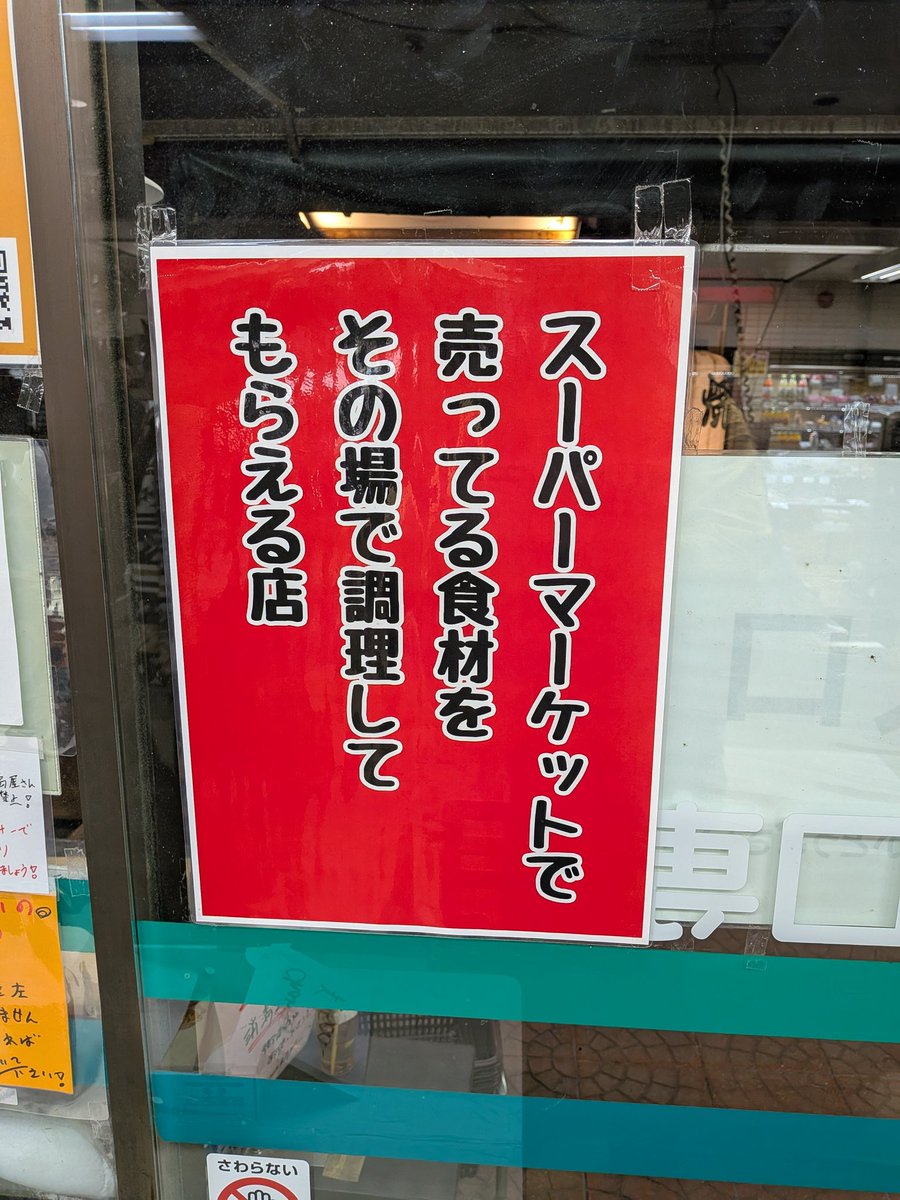 スーパーマーケットで
売ってる食材を
その場で調理して
もらえる店
さわらない